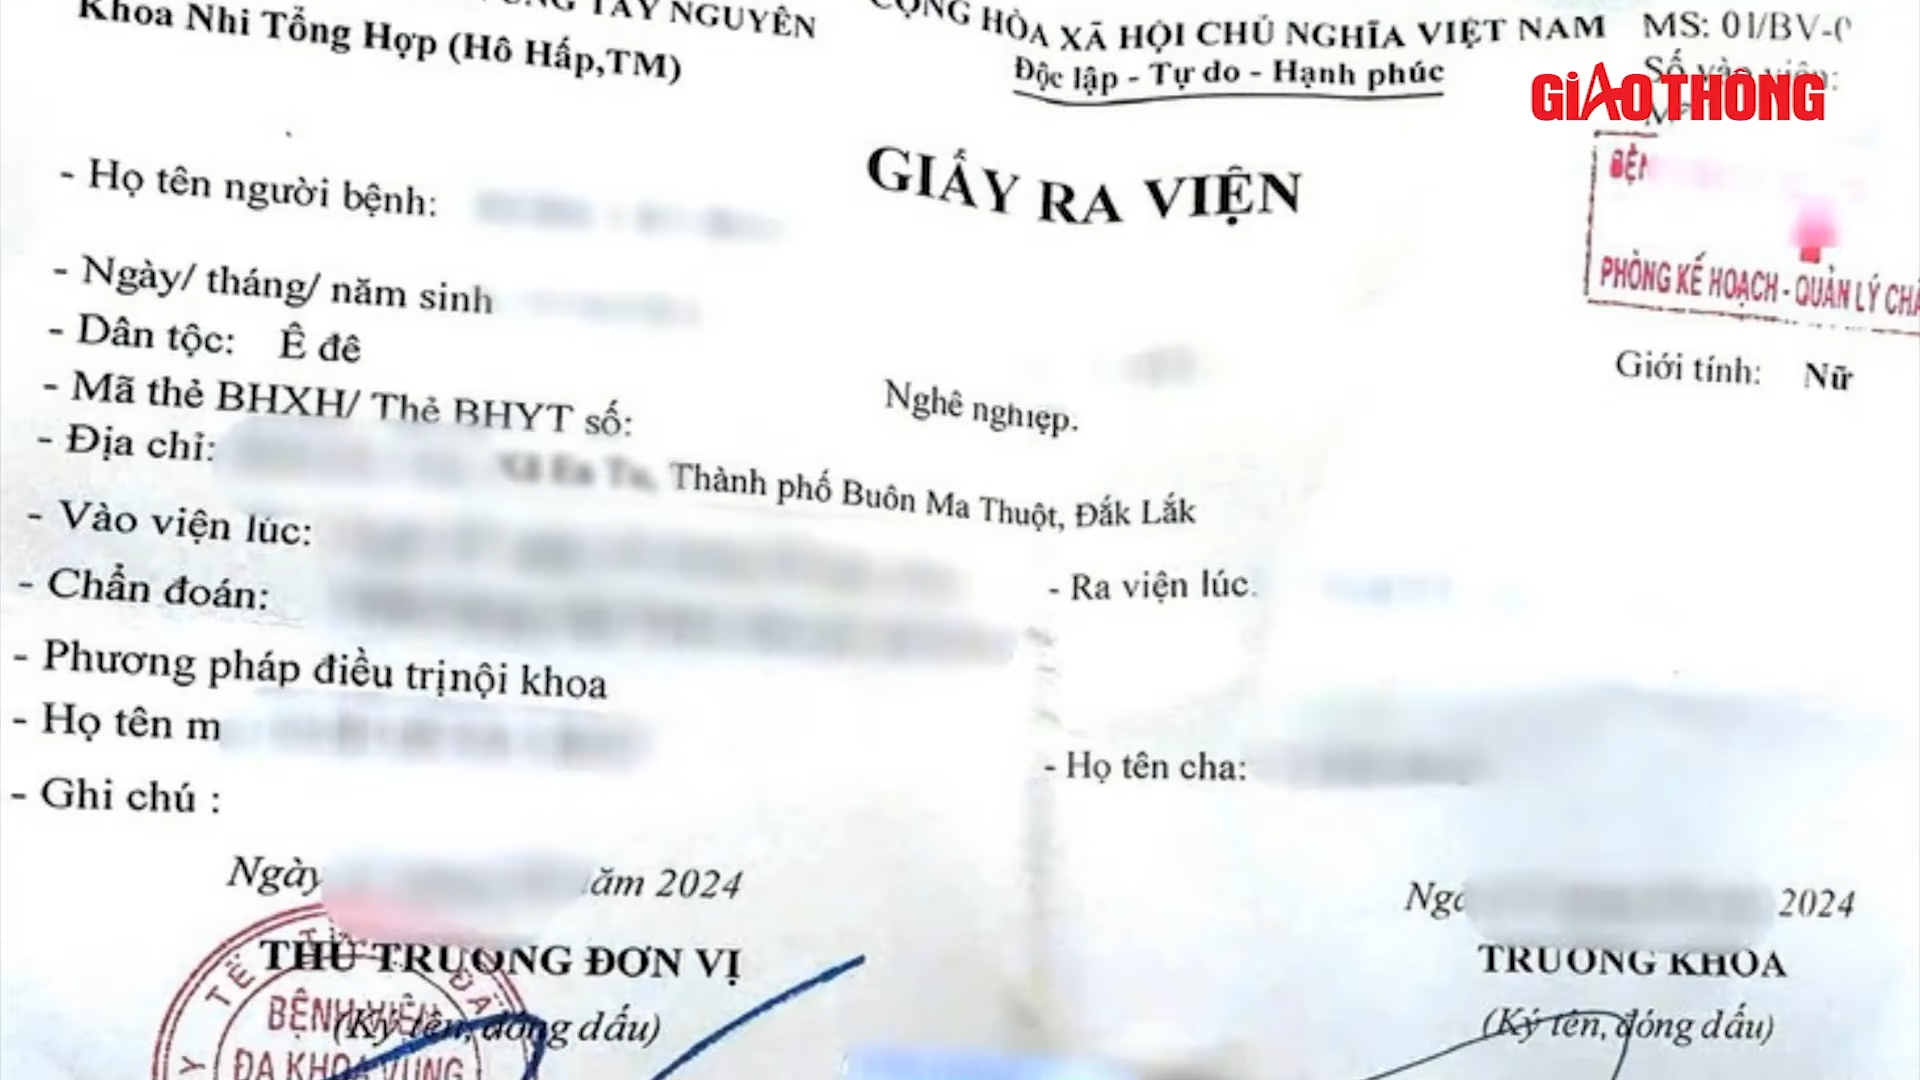 TÂY NGUYÊN
Khoa Nhi Tổng Hợp (Hô Hấp,TM)
CỘNG HÒA XÃ HỘI CHỦ NGHĨA VIỆT NAM
Độc lập - Tự do - Hạnh phúc
MS: 01/BV-0
Số vào viện:
GIAO THÔNG
GIẤY RA VIỆN
BỆN
PHÒNG KẾ HOẠCH - QUẢN LÝ CHẤ
- Họ tên người bệnh:
- Ngày/ tháng/ năm sinh
Giới tính: Nữ
- Dân tộc: Ê đê
Nghề nghiệp.
- Mã thẻ BHXH/ Thẻ BHYT số:
- Địa chỉ: Thành phố Buôn Ma Thuột, Đắk Lắk
- Vào viện lúc:
- Ra viện lúc.
- Chẩn đoán:
- Phương pháp điều trịnội khoa
- Họ tên m
- Họ tên cha:
- Ghi chú :
Ngày ăm 2024
Ngà 2024
THỦ TRƯỞNG ĐƠN VỊ
TRƯỞNG KHOA
(Ký tên, đóng dấu)
(Ký tên, đóng dấu)
BỆNH VIỆN
ĐA KHOA VÙNG